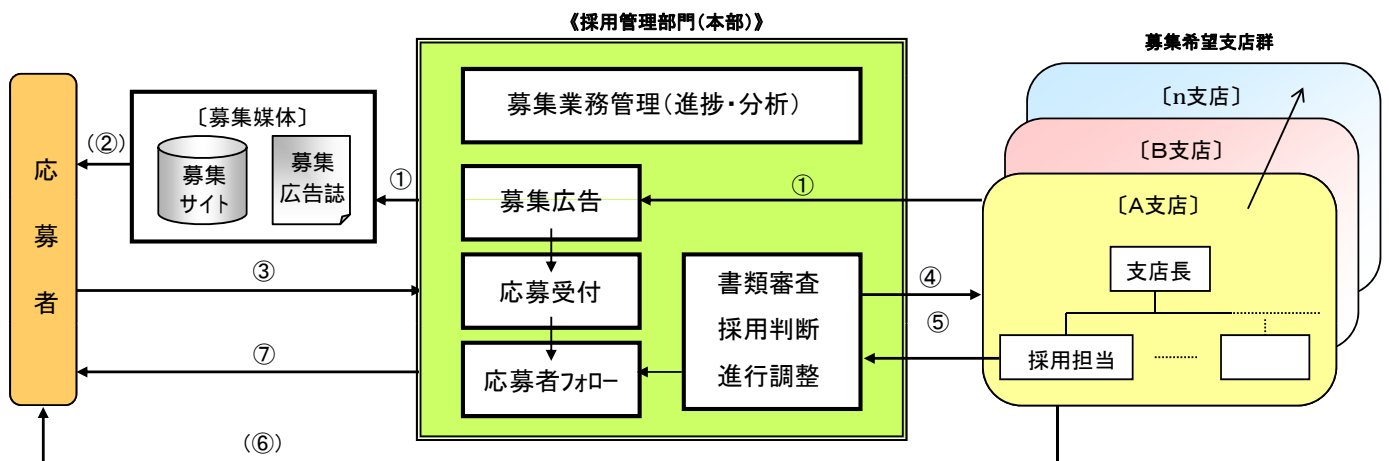 《採用管理部門(本部)》
募集希望支店群
募集業務管理(進捗・分析)
〔n支店〕
〔募集媒体〕
(②)
募集
サイト
募集
広告誌
①
募集広告
①
〔B支店〕
〔A支店〕
応
募
者
③
応募受付
書類審査
採用判断
進行調整
④
⑤
支店長
採用担当
⑦
応募者フォロー
(⑥)